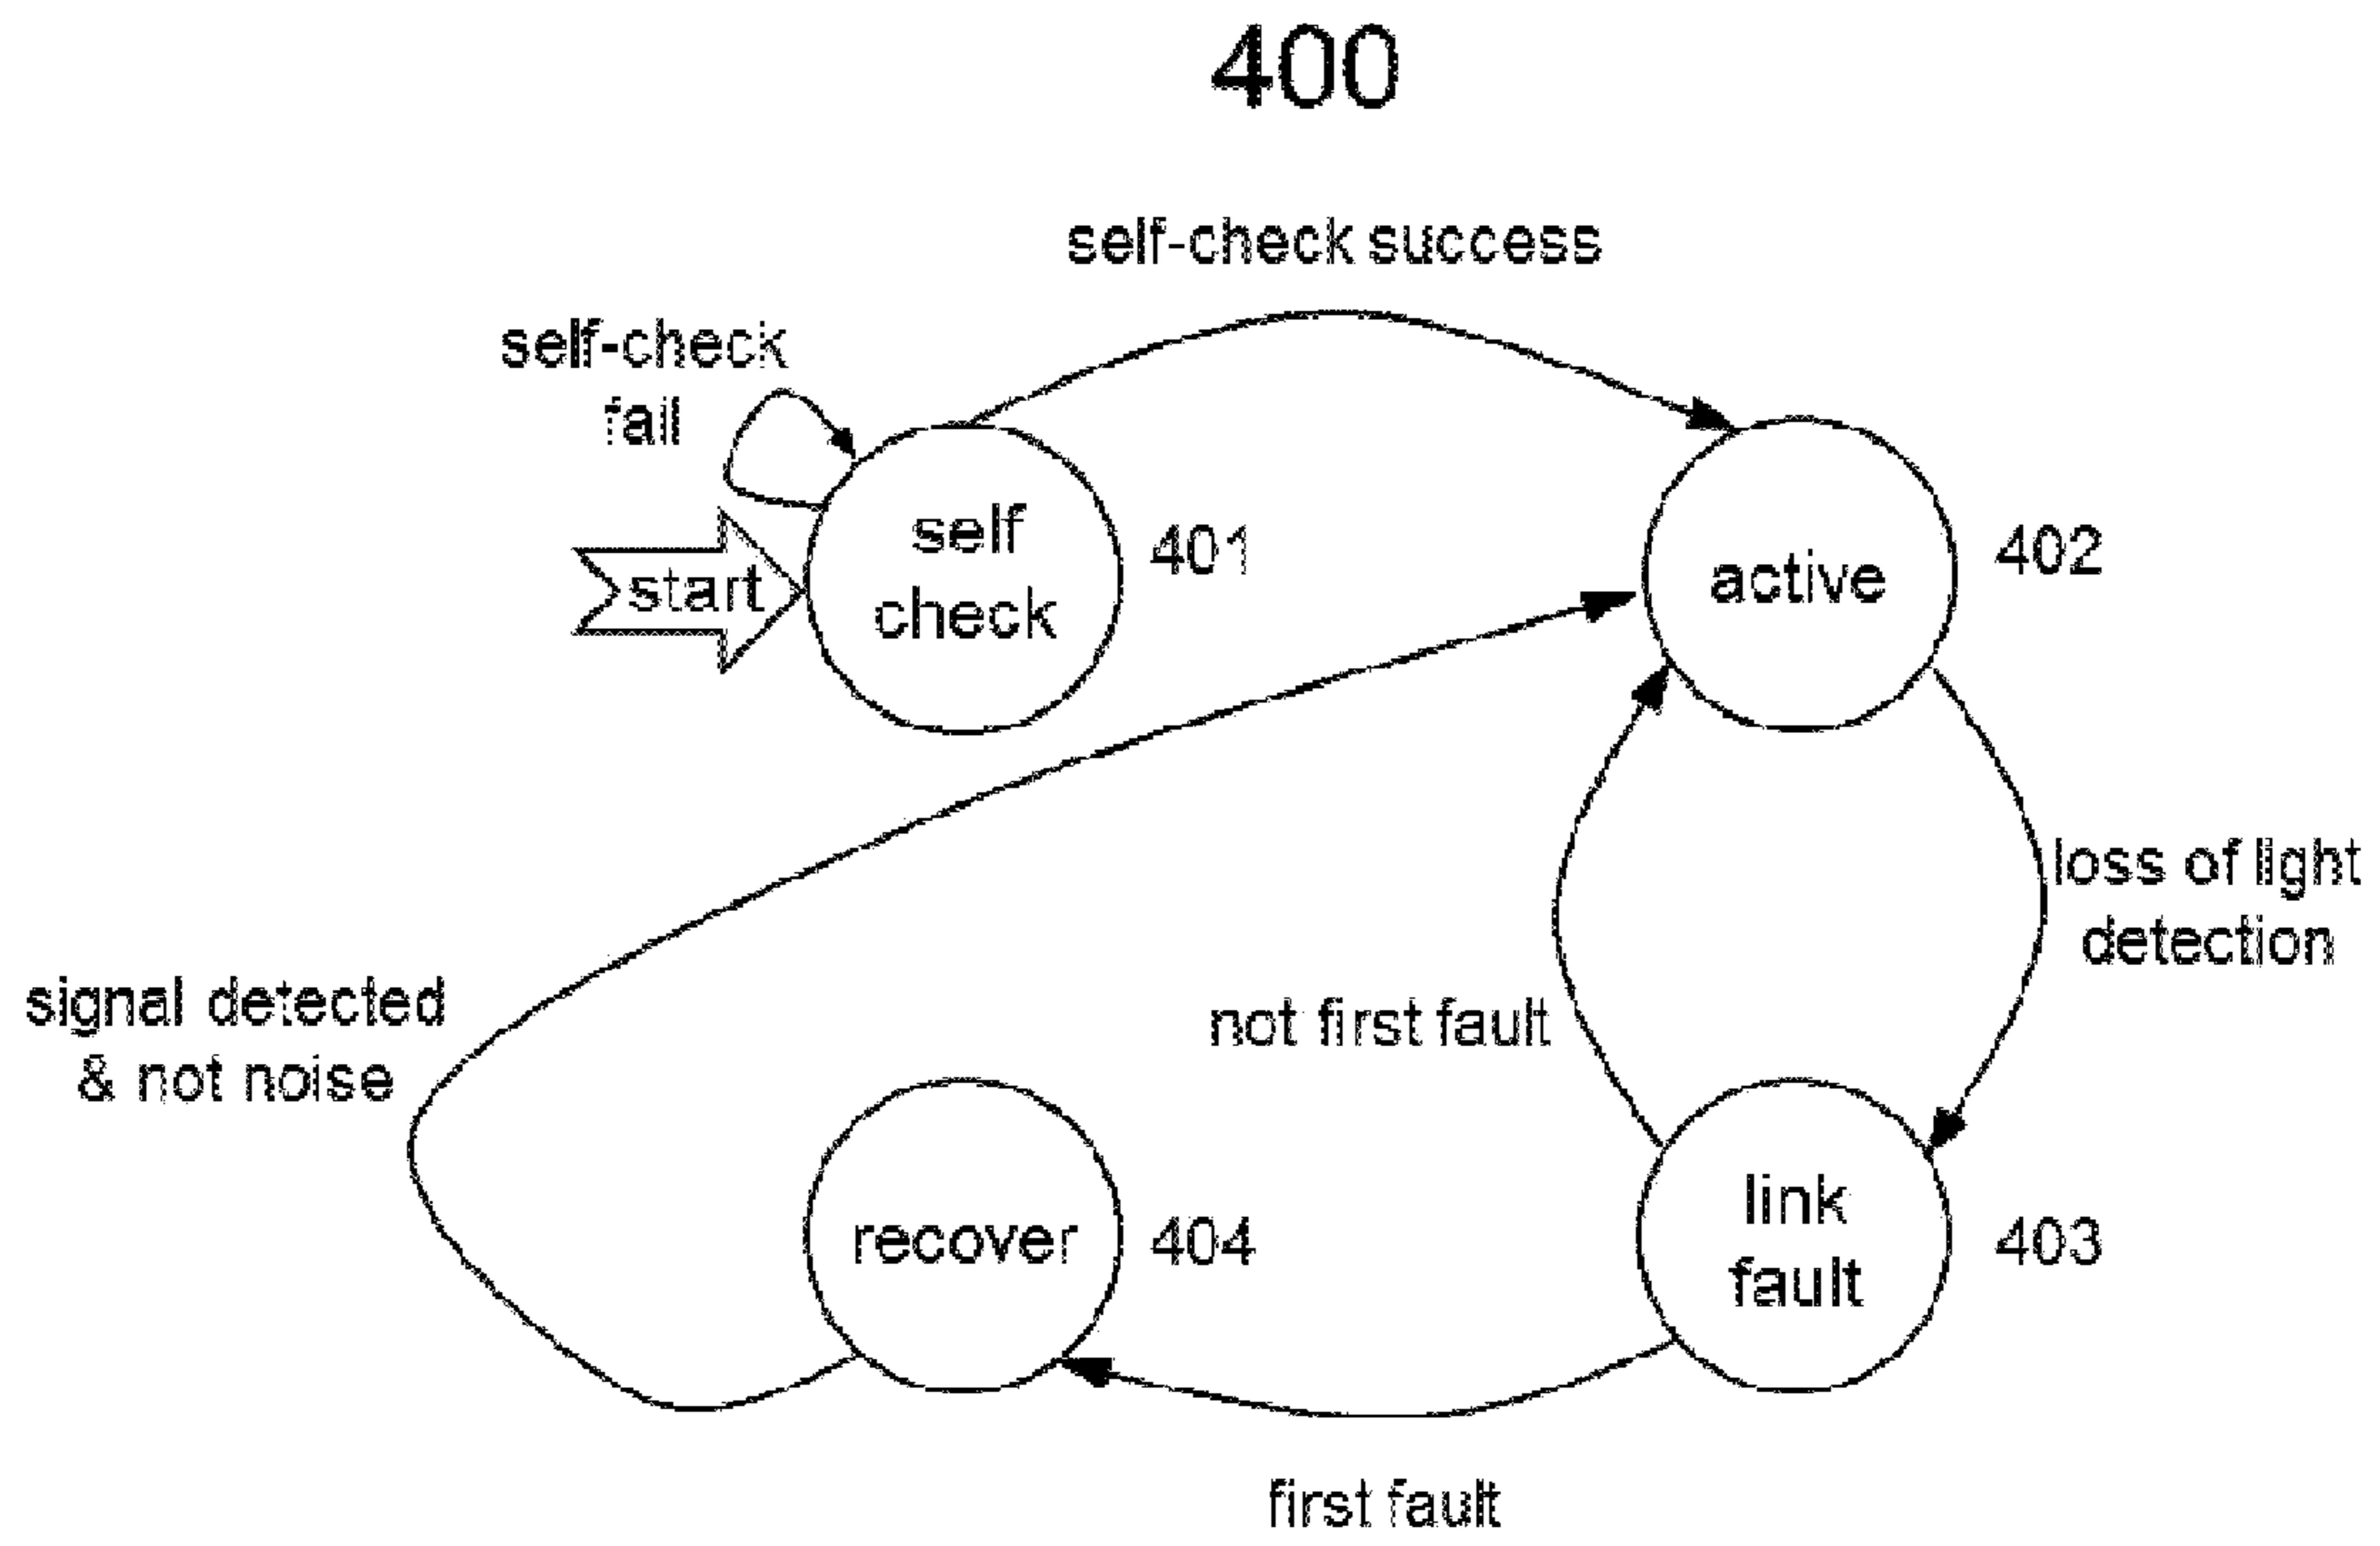 400
self-check success
self-check
fail
start
self
check
401
active
402
loss of light
detection
signal detected
& not noise
not first fault
recover
404
link
fault
403
first fault